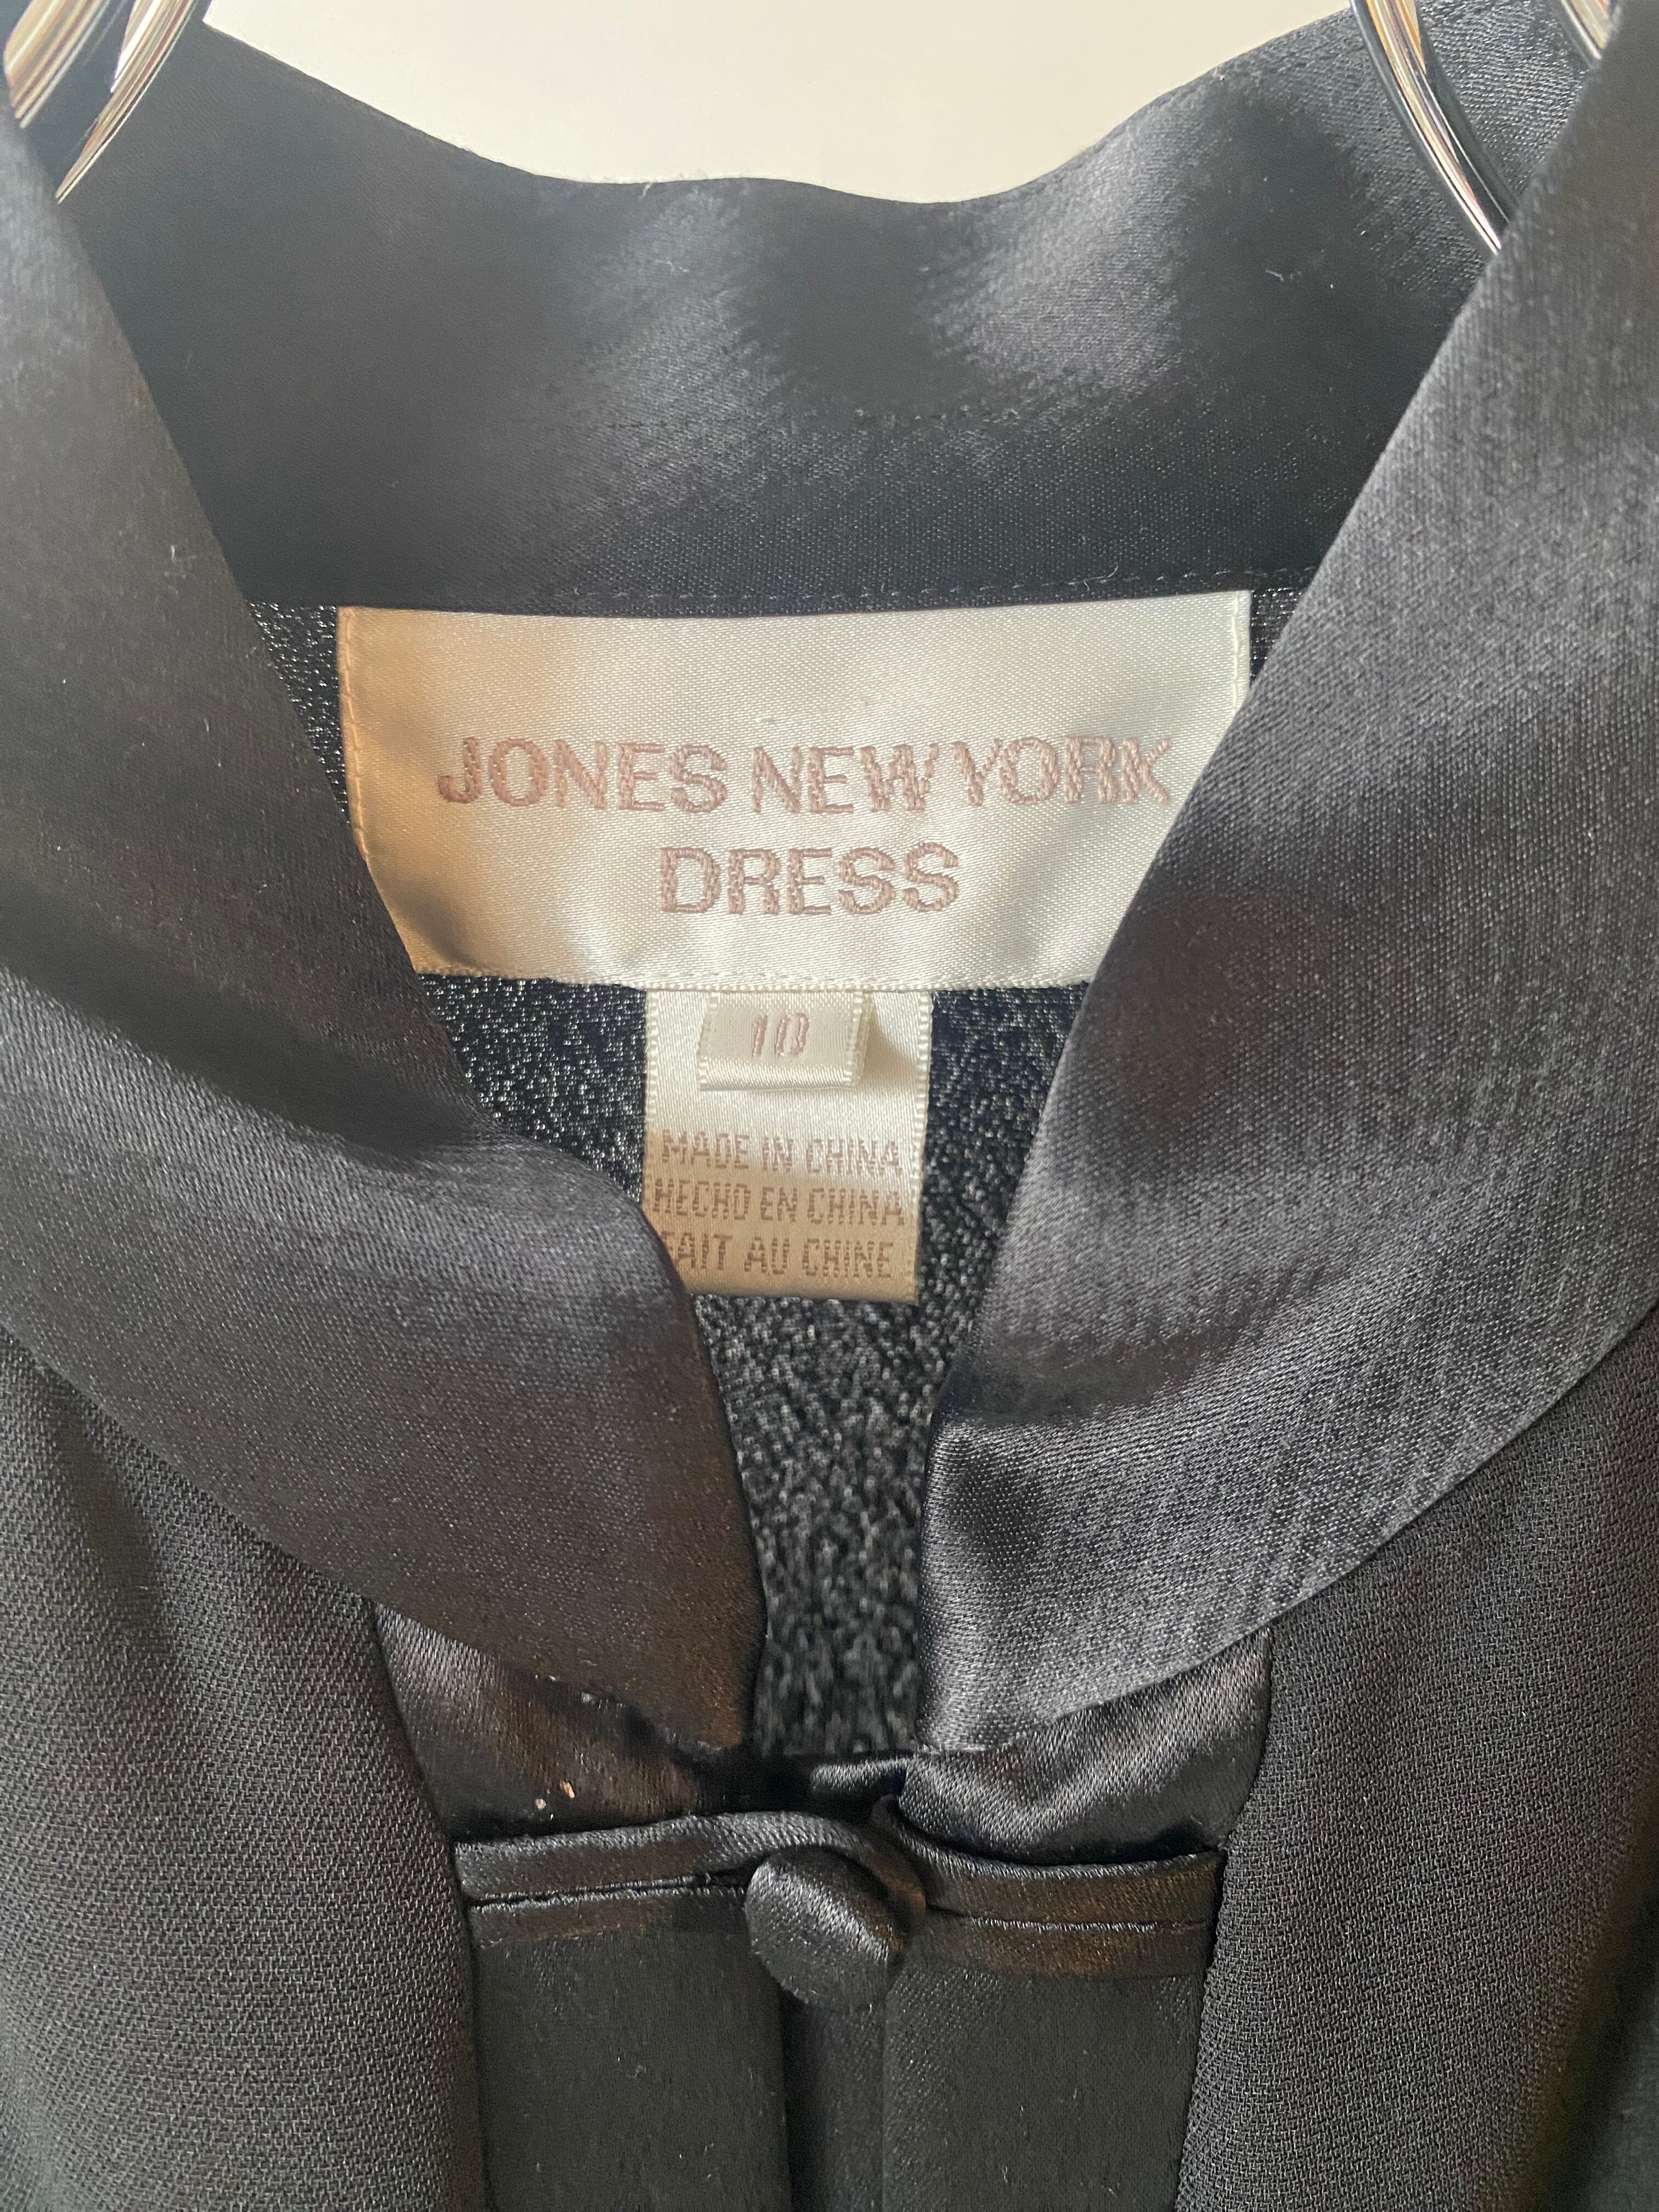 JONES NEW YORK
DRESS
10
MADE IN CHINA
HECHO EN CHINA
FAIT AU CHINE